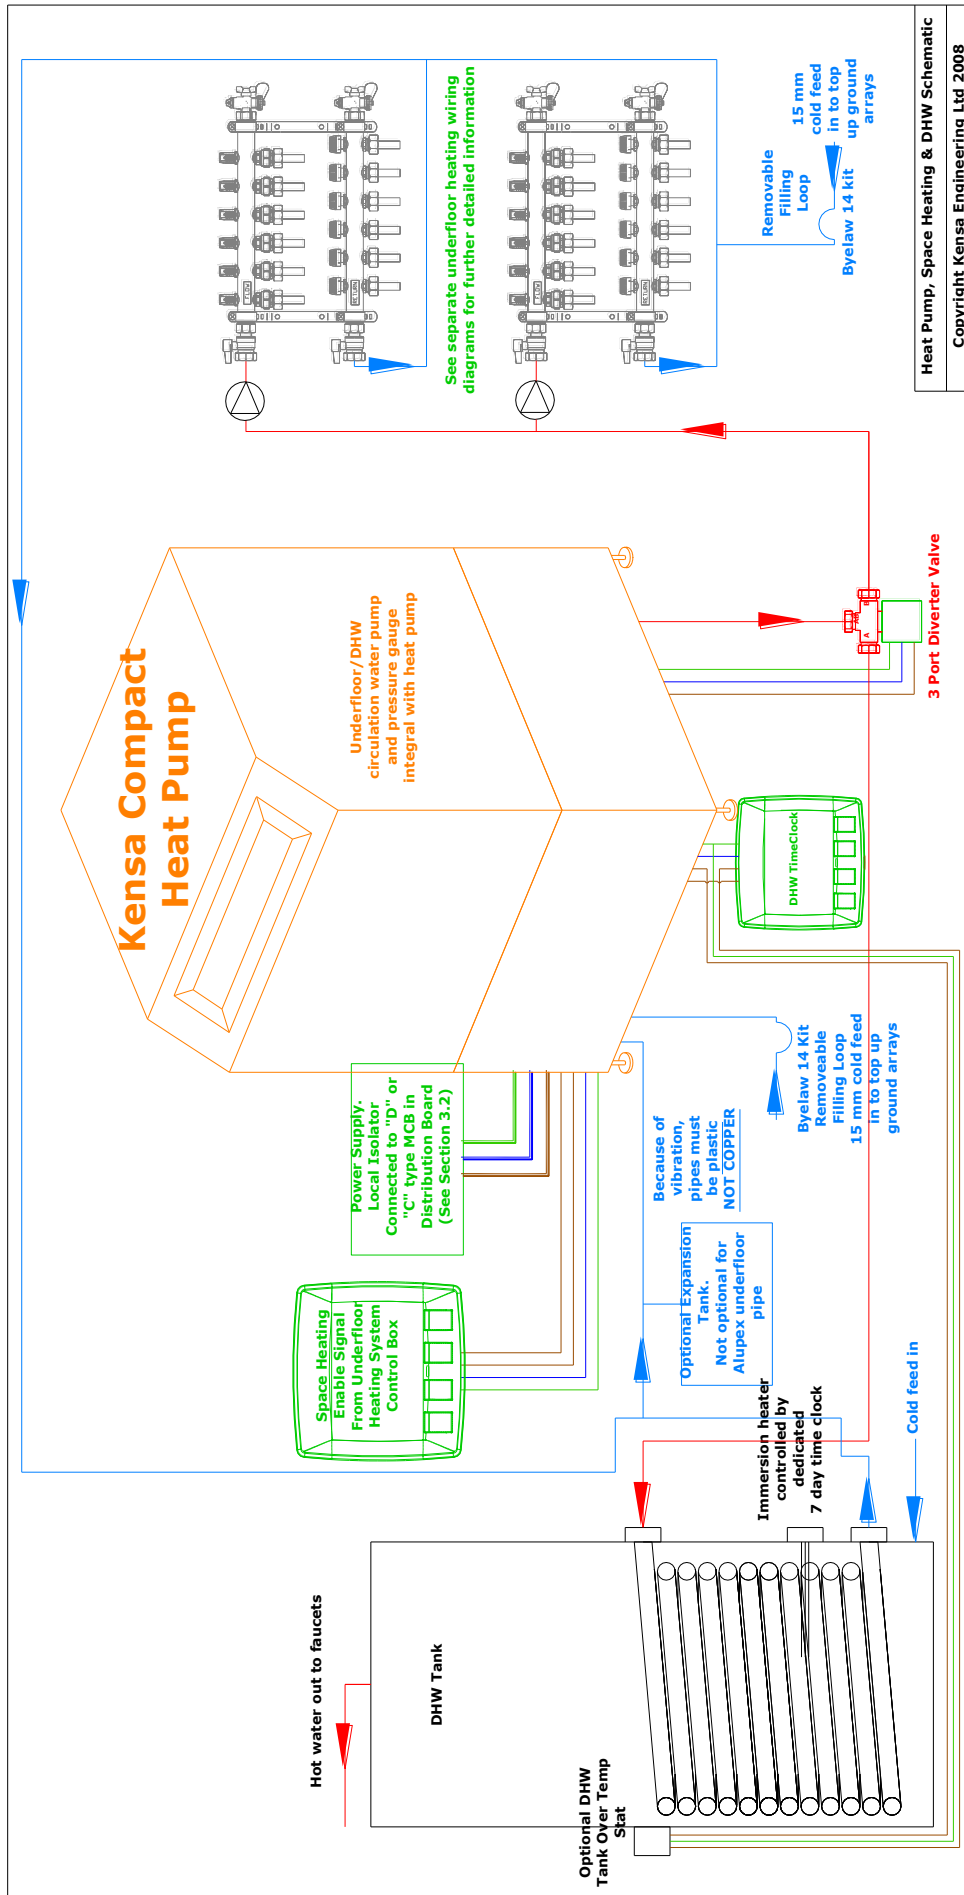 Hot water out to faucets
DHW Tank
Optional DHW
Tank Over Temp
Stat
Immersion heater
controlled by
dedicated
7 day time clock
Cold feed in
Space Heating
Enable Signal
From Underfloor
Heating System
Control Box
Power Supply.
Local Isolator
Connected to "D" or
"C" type MCB in
Distribution Board
(See Section 3.2)
Because of
vibration,
pipes must
be plastic
NOT COPPER
Optional Expansion
Tank.
Not optional for
Alupex underfloor
pipe
Byelaw 14 Kit
Removeable
Filling Loop
15 mm cold feed
in to top up
ground arrays
Kensa Compact
Heat Pump
Underfloor/DHW
circulation water pump
and pressure gauge
integral with heat pump
DHW TimeClock
3 Port Diverter Valve
A
AB
B
FLOW
RETURN
See separate underfloor heating wiring
diagrams for further detailed information
FLOW
RETURN
Removable
Filling
Loop
15 mm
cold feed
in to top
up ground
arrays
Byelaw 14 kit
Heat Pump, Space Heating & DHW Schematic
Copyright Kensa Engineering Ltd 2008